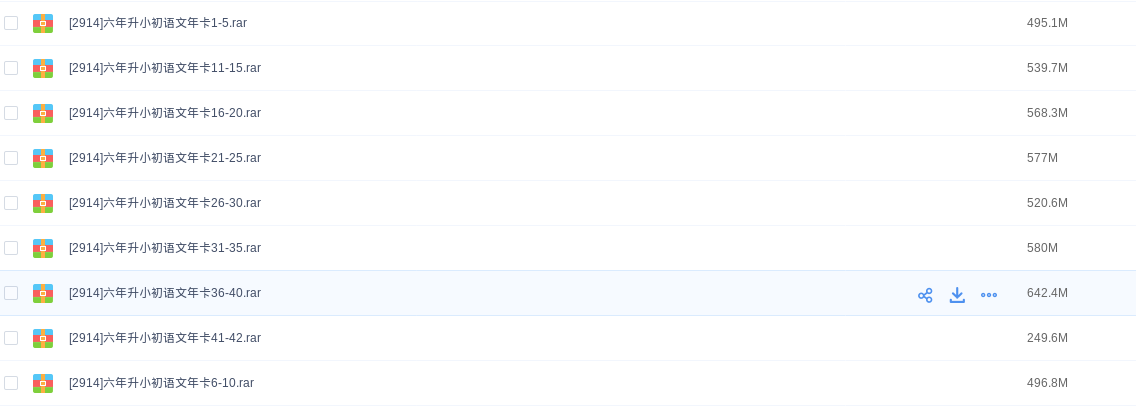 [2914]六年升小初语文年卡1-5.rar 495.1M
[2914]六年升小初语文年卡11-15.rar 539.7M
[2914]六年升小初语文年卡16-20.rar 568.3M
[2914]六年升小初语文年卡21-25.rar 577M
[2914]六年升小初语文年卡26-30.rar 520.6M
[2914]六年升小初语文年卡31-35.rar 580M
[2914]六年升小初语文年卡36-40.rar 642.4M
[2914]六年升小初语文年卡41-42.rar 249.6M
[2914]六年升小初语文年卡6-10.rar 496.8M